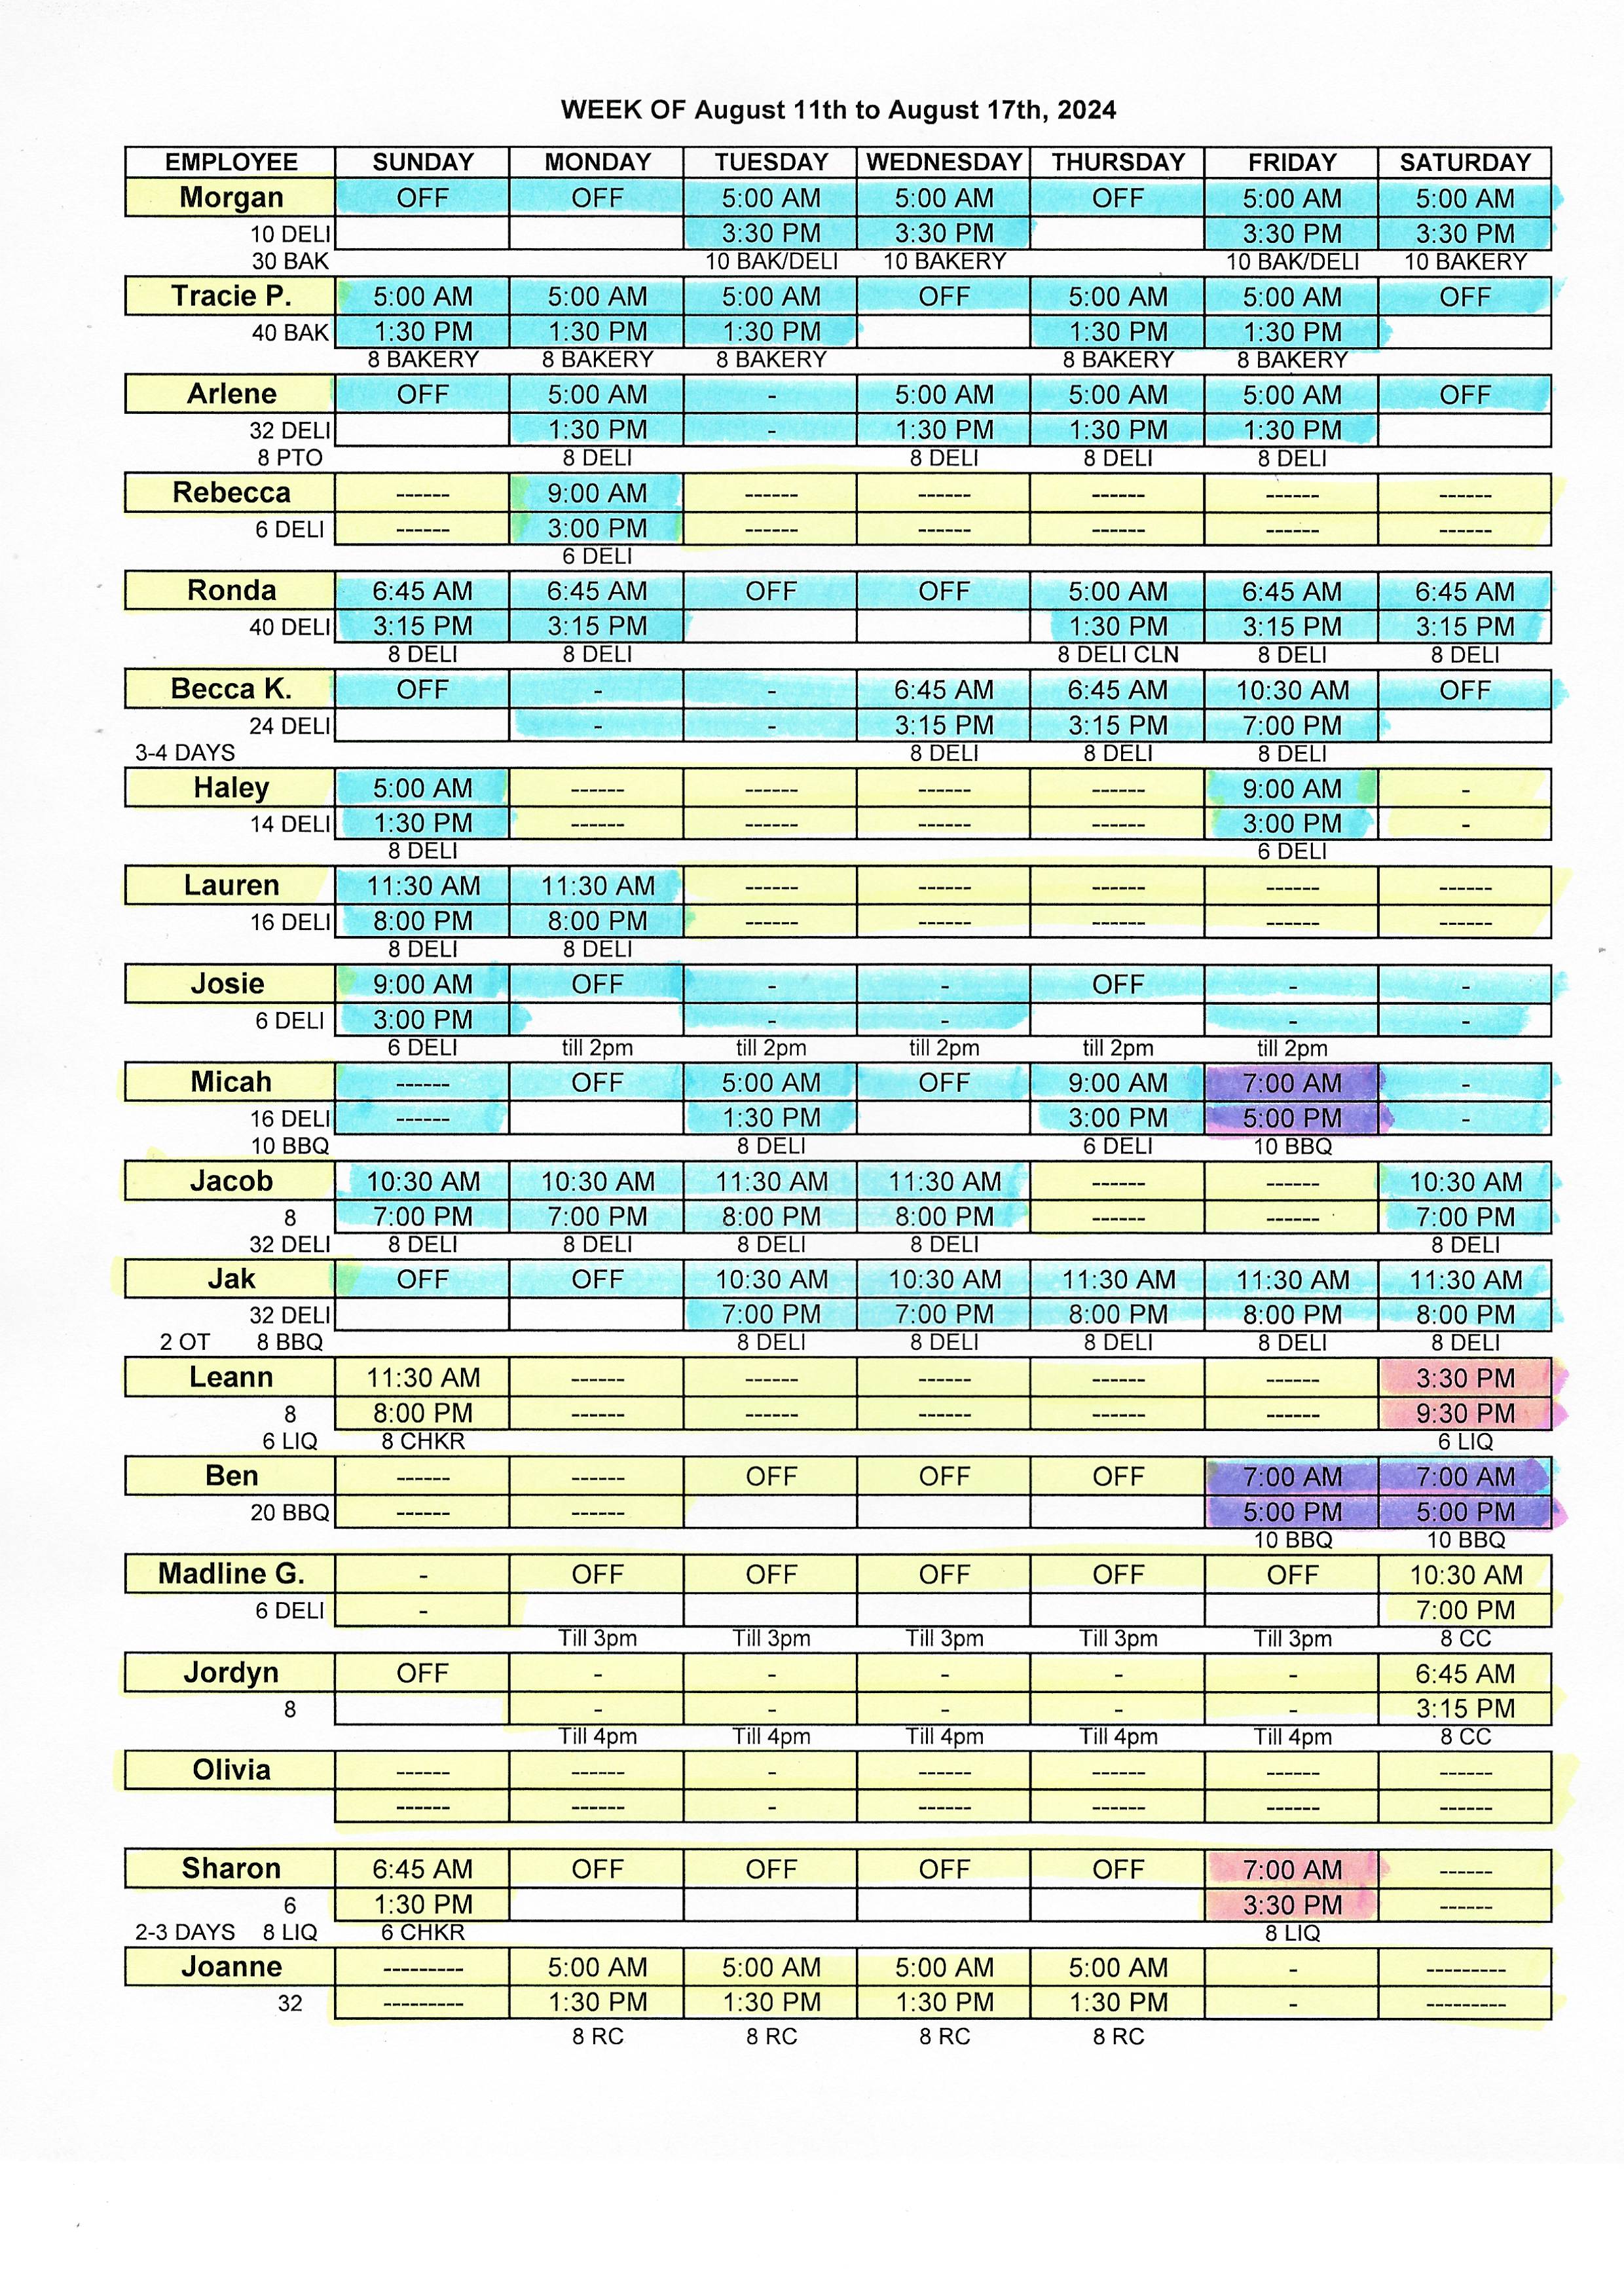 WEEK OF August 11th to August 17th, 2024
EMPLOYEE SUNDAY MONDAY TUESDAY WEDNESDAY THURSDAY FRIDAY SATURDAY
Morgan OFF OFF 5:00 AM 5:00 AM OFF 5:00 AM 5:00 AM
10 DELI 3:30 PM 3:30 PM 3:30 PM 3:30 PM
30 BAK 10 BAK/DELI 10 BAKERY 10 BAK/DELI 10 BAKERY
Tracie P. 5:00 AM 5:00 AM 5:00 AM OFF 5:00 AM 5:00 AM OFF
40 BAK 1:30 PM 1:30 PM 1:30 PM 1:30 PM 1:30 PM
8 BAKERY 8 BAKERY 8 BAKERY 8 BAKERY 8 BAKERY
Arlene OFF 5:00 AM - 5:00 AM 5:00 AM 5:00 AM OFF
32 DELI 1:30 PM - 1:30 PM 1:30 PM 1:30 PM
8 PTO 8 DELI 8 DELI 8 DELI 8 DELI
Rebecca ------ 9:00 AM ------ ------ ------ ------ ------
6 DELI ------ 3:00 PM ------ ------ ------ ------ ------
6 DELI
Ronda 6:45 AM 6:45 AM OFF OFF 5:00 AM 6:45 AM 6:45 AM
40 DELI 3:15 PM 3:15 PM 1:30 PM 3:15 PM 3:15 PM
8 DELI 8 DELI 8 DELI CLN 8 DELI 8 DELI
Becca K. OFF - - 6:45 AM 6:45 AM 10:30 AM OFF
24 DELI - - 3:15 PM 3:15 PM 7:00 PM
3-4 DAYS 8 DELI 8 DELI 8 DELI
Haley 5:00 AM ------ ------ ------ ------ 9:00 AM -
14 DELI 1:30 PM ------ ------ ------ ------ 3:00 PM -
8 DELI 6 DELI
Lauren 11:30 AM 11:30 AM ------ ------ ------ ------ ------
16 DELI 8:00 PM 8:00 PM ------ ------ ------ ------ ------
8 DELI 8 DELI
Josie 9:00 AM OFF - - OFF - -
6 DELI 3:00 PM - - - -
6 DELI till 2pm till 2pm till 2pm till 2pm till 2pm
Micah ------ OFF 5:00 AM OFF 9:00 AM 7:00 AM -
16 DELI ------ 1:30 PM 3:00 PM 5:00 PM -
10 BBQ 8 DELI 6 DELI 10 BBQ
Jacob 10:30 AM 10:30 AM 11:30 AM 11:30 AM ------ ------ 10:30 AM
8 7:00 PM 7:00 PM 8:00 PM 8:00 PM ------ ------ 7:00 PM
32 DELI 8 DELI 8 DELI 8 DELI 8 DELI 8 DELI
Jak OFF OFF 10:30 AM 10:30 AM 11:30 AM 11:30 AM 11:30 AM
32 DELI 7:00 PM 7:00 PM 8:00 PM 8:00 PM 8:00 PM
2 OT 8 BBQ 8 DELI 8 DELI 8 DELI 8 DELI 8 DELI
Leann 11:30 AM ------ ------ ------ ------ ------ 3:30 PM
8 8:00 PM ------ ------ ------ ------ ------ 9:30 PM
6 LIQ 8 CHKR 6 LIQ
Ben ------ ------ OFF OFF OFF 7:00 AM 7:00 AM
20 BBQ ------ ------ 5:00 PM 5:00 PM
10 BBQ 10 BBQ
Madline G. - OFF OFF OFF OFF OFF 10:30 AM
6 DELI - 7:00 PM
Till 3pm Till 3pm Till 3pm Till 3pm Till 3pm 8 CC
Jordyn OFF - - - - - 6:45 AM
8 - - - - - 3:15 PM
Till 4pm Till 4pm Till 4pm Till 4pm Till 4pm 8 CC
Olivia ------ ------ - ------ ------ ------ ------
------ ------ - ------ ------ ------ ------
Sharon 6:45 AM OFF OFF OFF OFF 7:00 AM ------
6 1:30 PM 3:30 PM ------
2-3 DAYS 8 LIQ 6 CHKR 8 LIQ
Joanne --------- 5:00 AM 5:00 AM 5:00 AM 5:00 AM - ---------
32 --------- 1:30 PM 1:30 PM 1:30 PM 1:30 PM - ---------
8 RC 8 RC 8 RC 8 RC